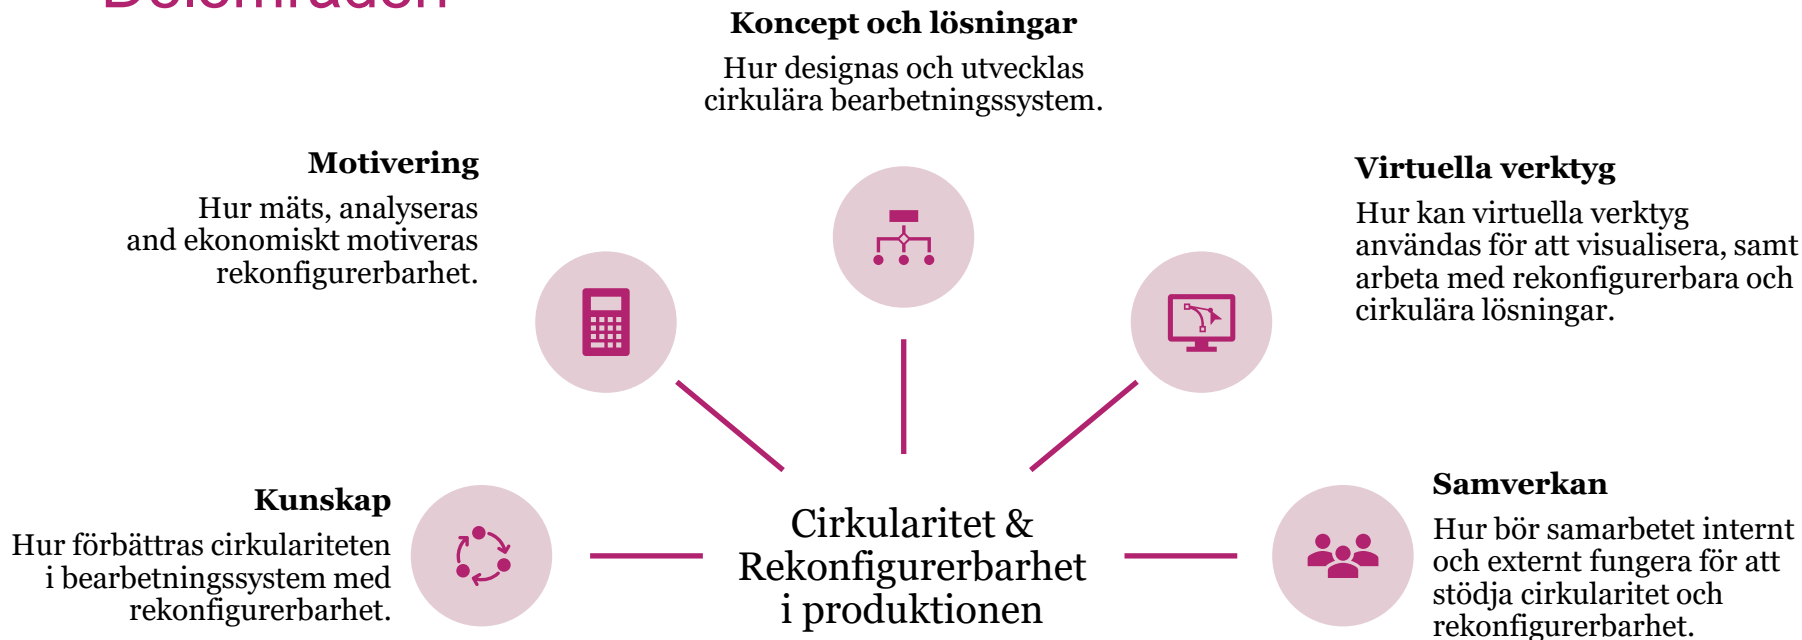 Delområden
Koncept och lösningar
Hur designas och utvecklas
cirkulära bearbetningssystem.
Motivering
Hur mäts, analyseras
and ekonomiskt motiveras
rekonfigurerbarhet.
Virtuella verktyg
Hur kan virtuella verktyg
användas för att visualisera, samt
arbeta med rekonfigurerbara och
cirkulära lösningar.
Kunskap
Hur förbättras cirkulariteten
i bearbetningssystem med
rekonfigurerbarhet.
Cirkularitet &
Rekonfigurerbarhet
i produktionen
Samverkan
Hur bör samarbetet internt
och externt fungera för att
stödja cirkularitet och
rekonfigurerbarhet.